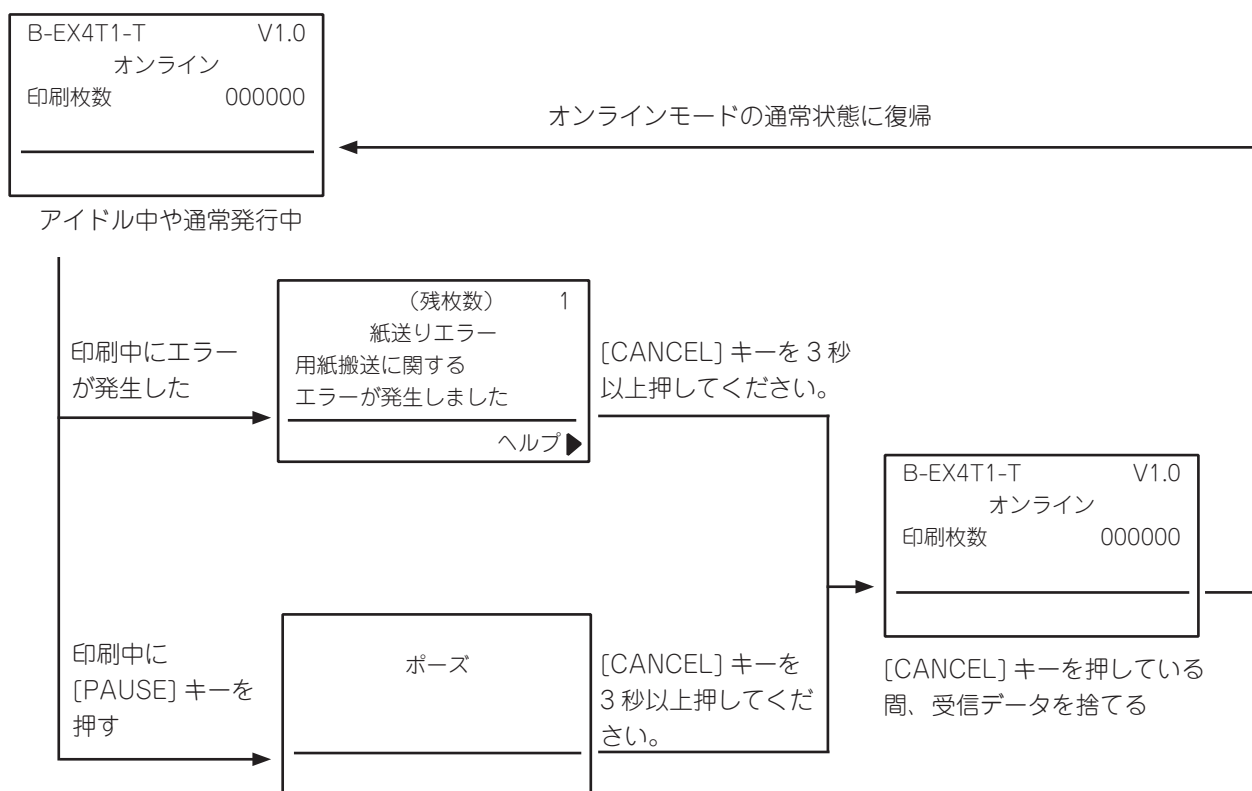 B-EX4T1-T V1.0
オンライン
印刷枚数 000000
アイドル中や通常発行中
オンラインモードの通常状態に復帰
印刷中にエラー
が発生した
（残枚数） 1
紙送りエラー
用紙搬送に関する
エラーが発生しました
ヘルプ
[CANCEL] キーを 3 秒
以上押してください。
印刷中に
[PAUSE] キーを
押す
ポーズ
[CANCEL] キーを
3 秒以上押してくだ
さい。
B-EX4T1-T V1.0
オンライン
印刷枚数 000000
[CANCEL] キーを押している
間、受信データを捨てる